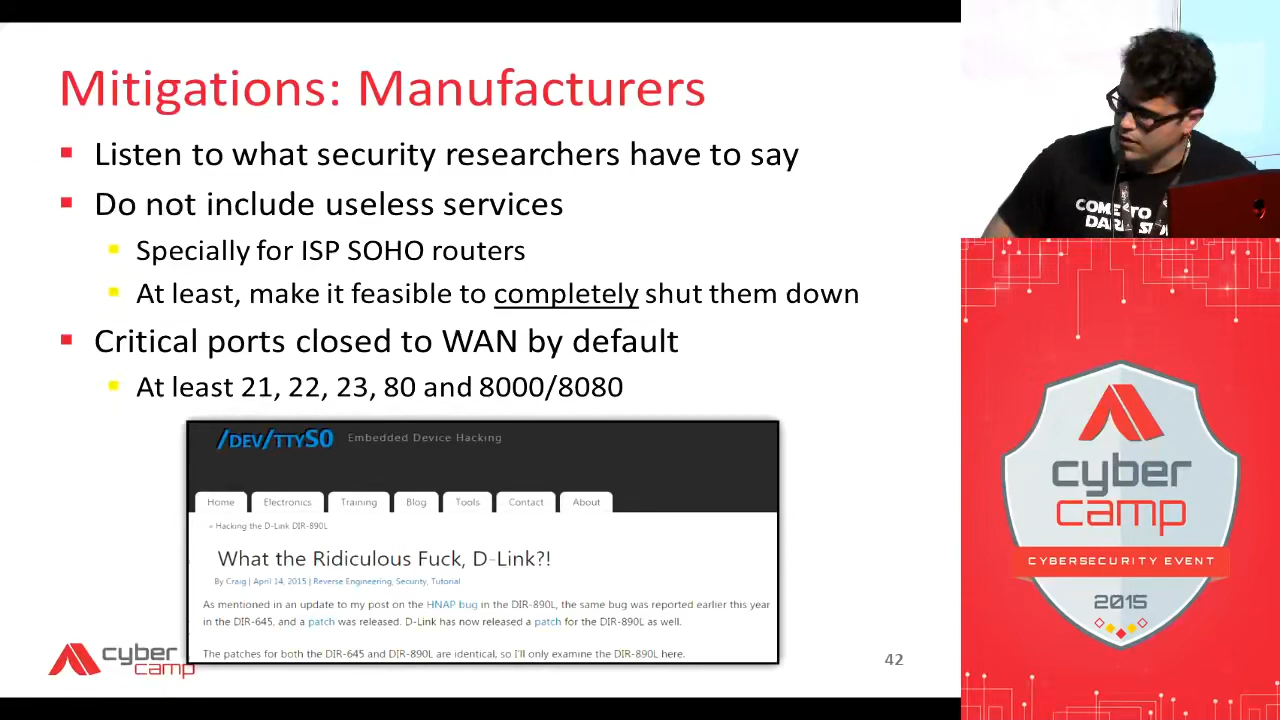 Mitigations: Manufacturers
Listen to what security researchers have to say
Do not include useless services
Specially for ISP SOHO routers
At least, make it feasible to completely shut them down
Critical ports closed to WAN by default
At least 21, 22, 23, 80 and 8000/8080
/DEV/TTYS0 Embedded Device Hacking
Home Electronics Training Blog Tools Contact About
« Hacking the D-Link DIR-890L
What the Ridiculous Fuck, D-Link?!
By Craig | April 14, 2015 | Reverse Engineering, Security, Tutorial
As mentioned in an update to my post on the HNAP bug in the DIR-890L, the same bug was reported earlier this year
in the DIR-645, and a patch was released. D-Link has now released a patch for the DIR-890L as well.
The patches for both the DIR-645 and DIR-890L are identical, so I'll only examine the DIR-890L here.
cyber
camp
42
COME TO
cyber
camp
CYBERSECURITY EVENT
2015